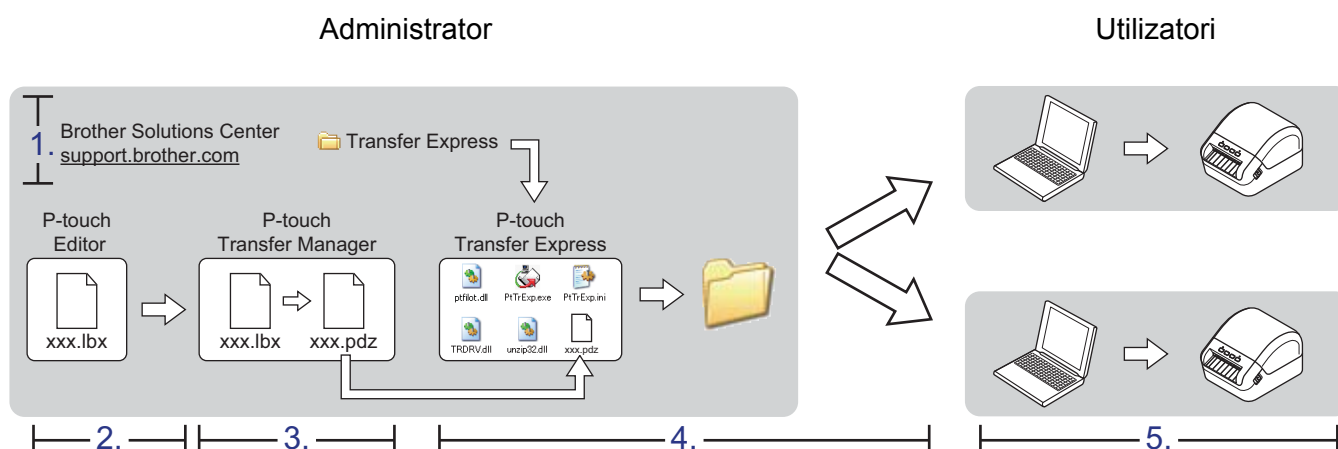 Administrator
Utilizatori
1.
Brother Solutions Center
support.brother.com
Transfer Express
P-touch
Editor
xxx.lbx
P-touch
Transfer Manager
xxx.lbx
xxx.pdz
P-touch
Transfer Express
ptfilot.dll
PtTrExp.exe
PtTrExp.ini
TRDRV.dll
unzip32.dll
xxx.pdz
2.
3.
4.
5.